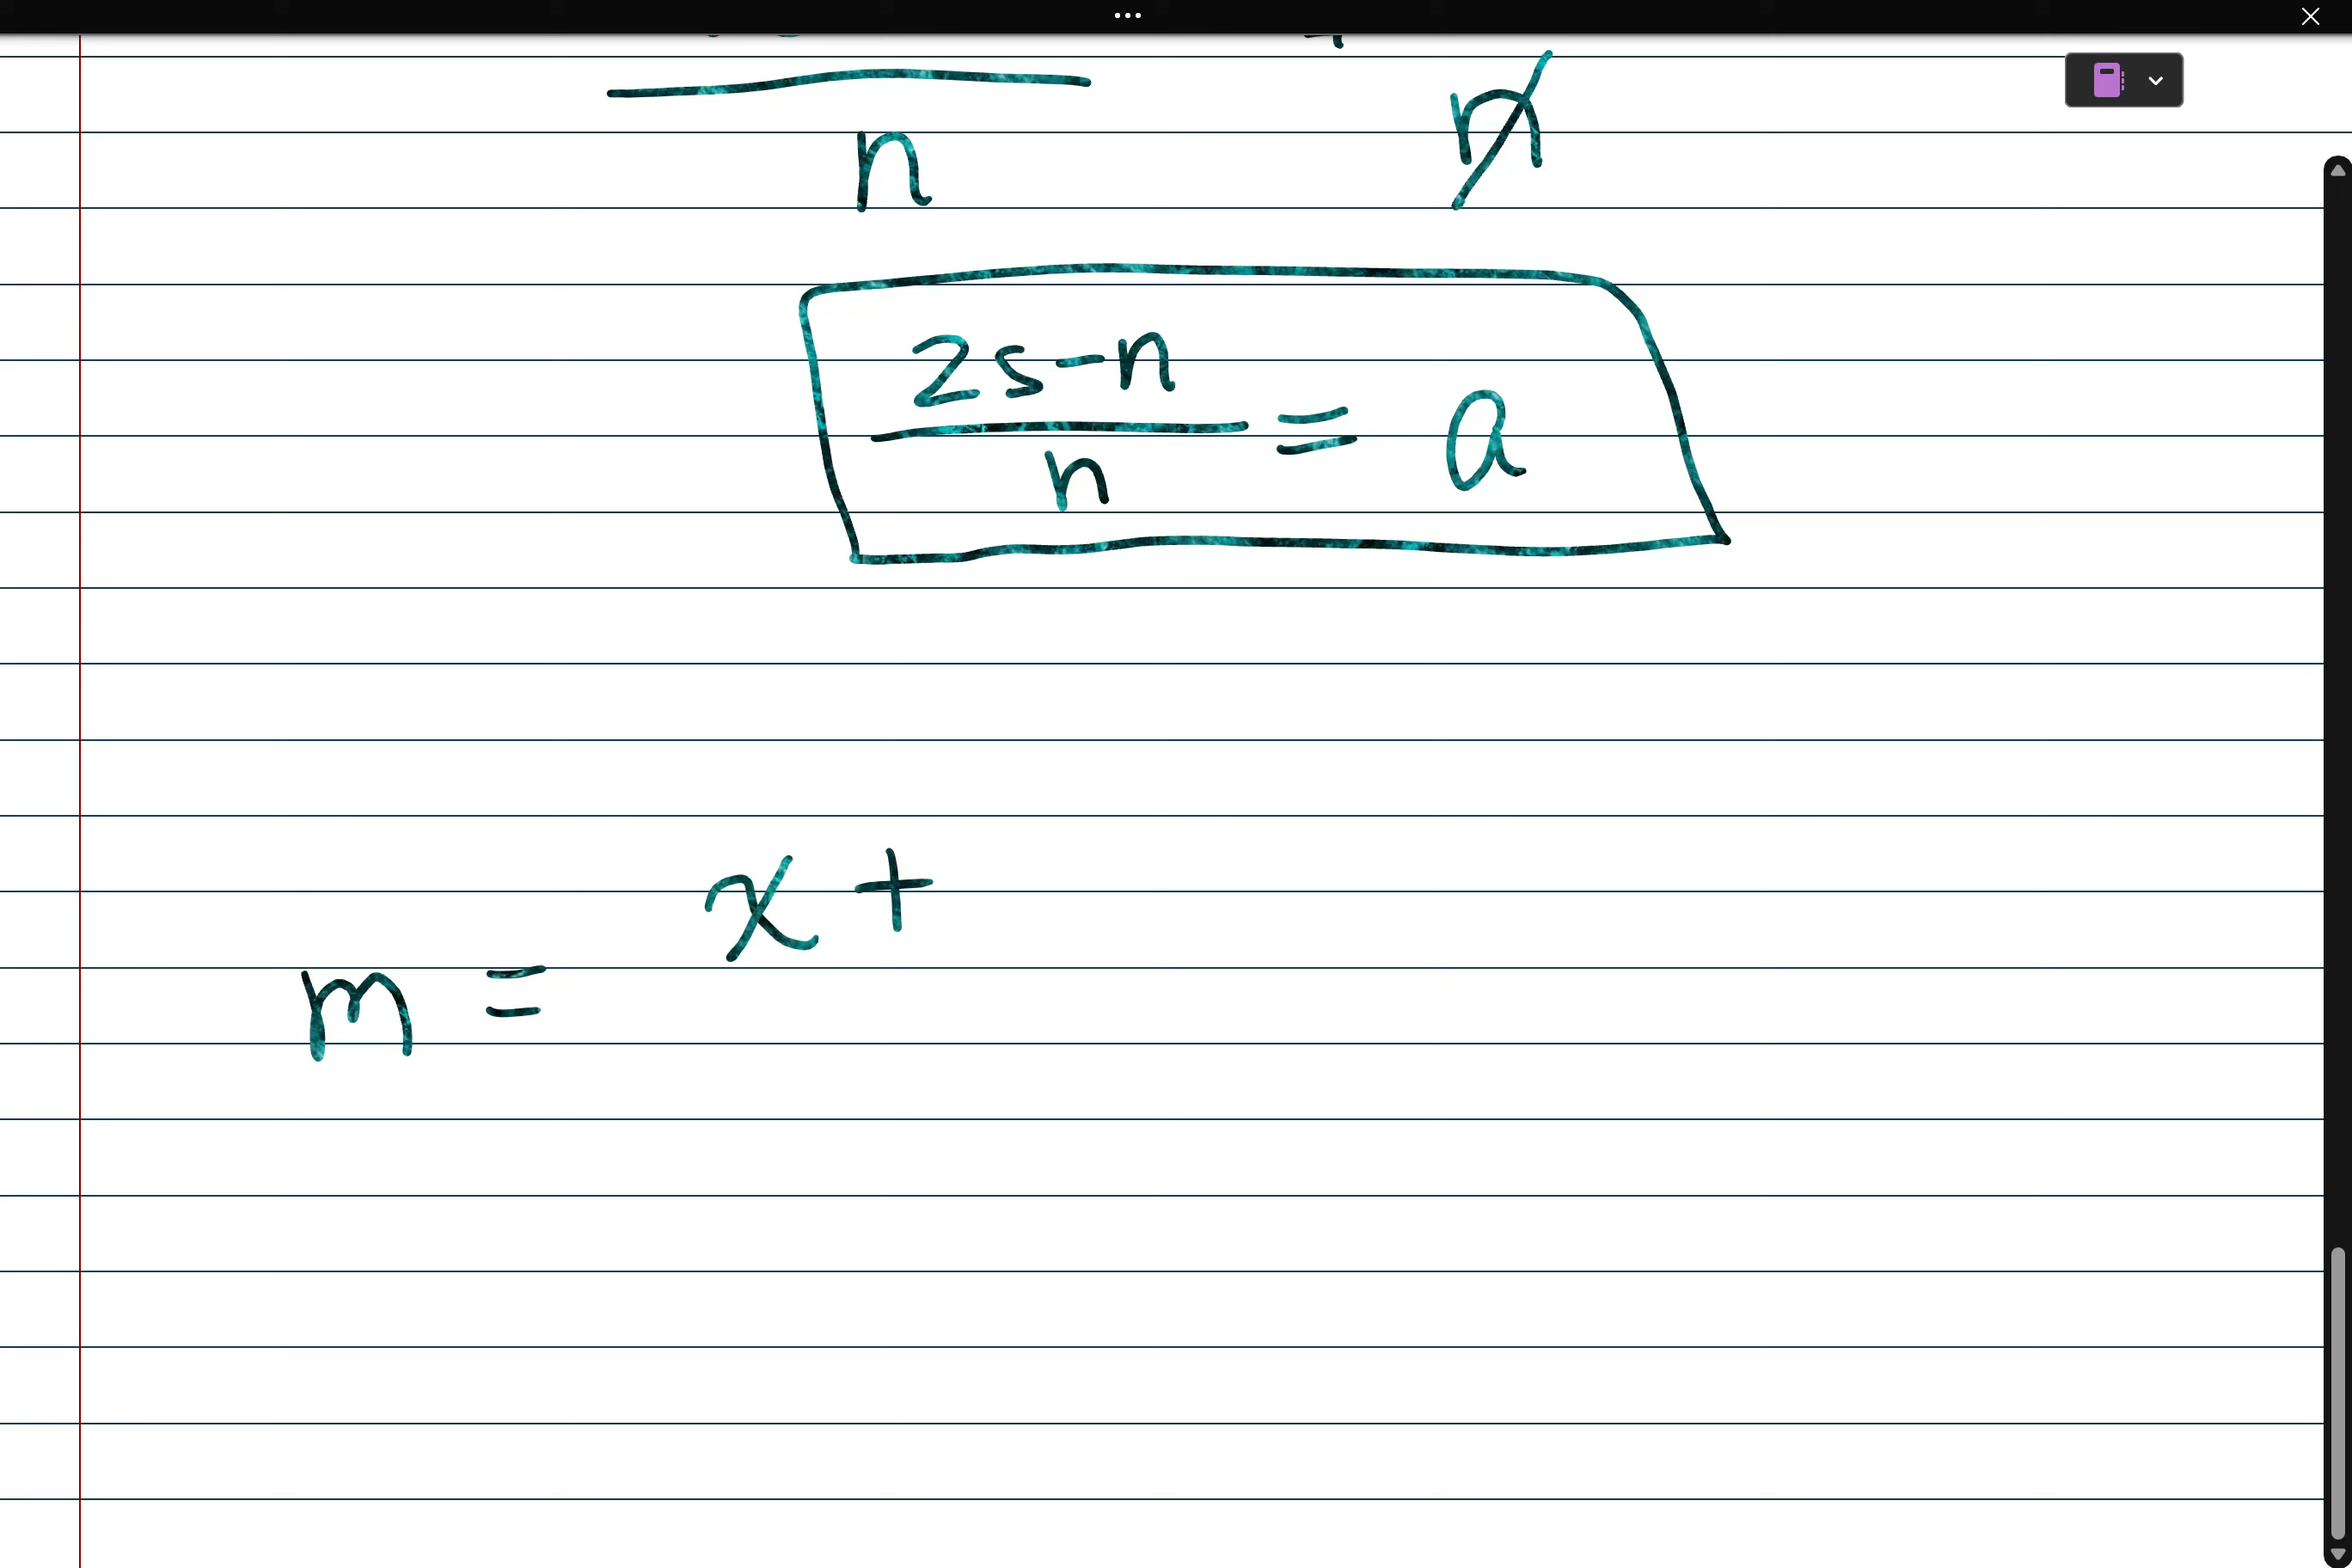 n n
2s-n
n
= a
x +
m =